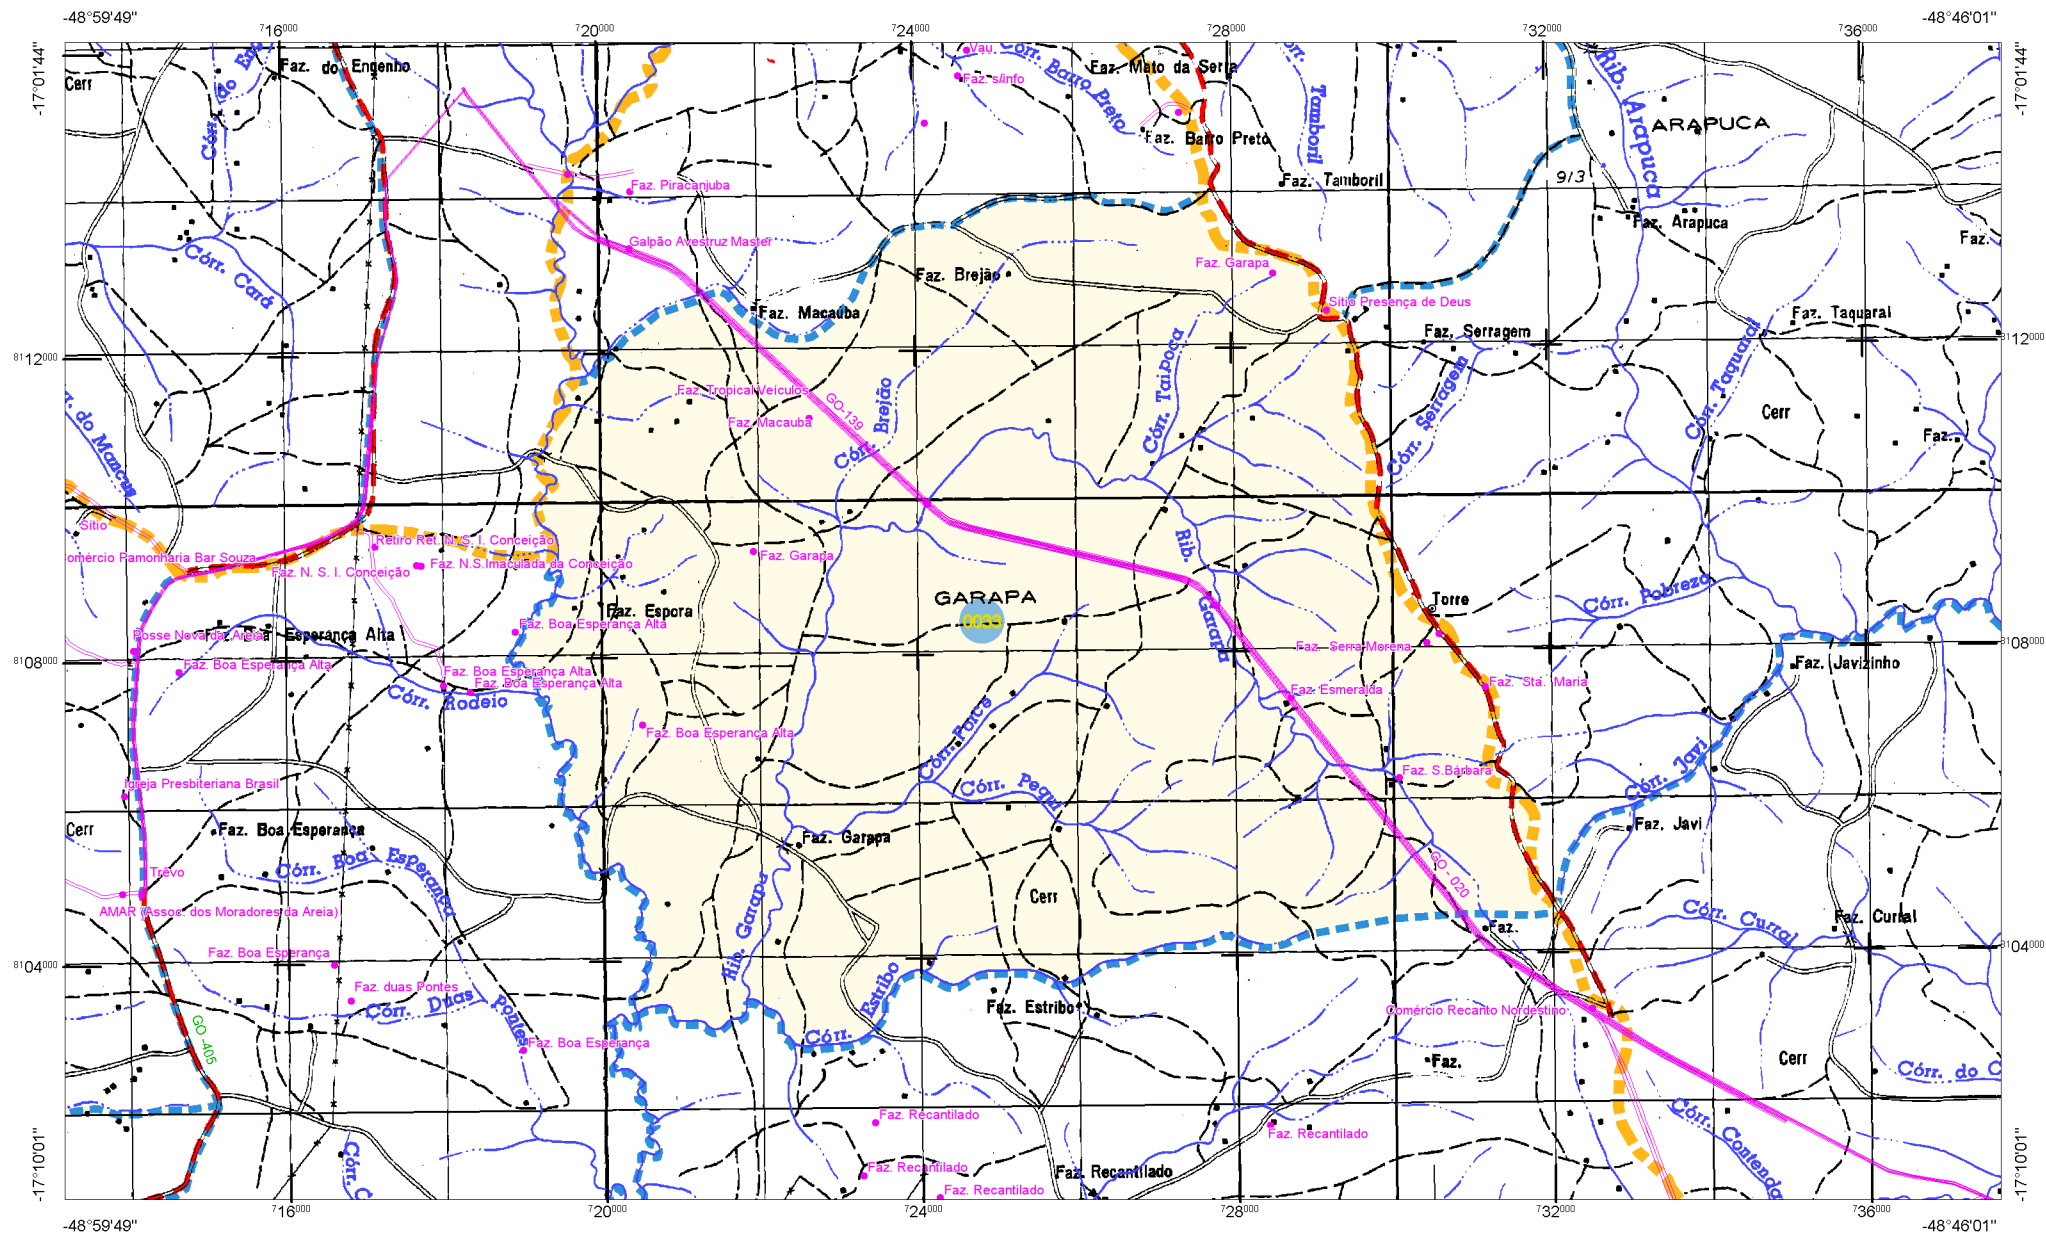 -48°59'49"
-48°46'01"
716000
720000
724000
728000
732000
736000
-17°01'44"
-17°01'44"
Faz. do Engenho
Cerr
Vau
Faz. s/info
Córr. Barro Preto
Faz. Mato da Serra
Faz. Barro Preto
Tamboril
Rib. Arapuca
ARAPUCA
Faz. Piracanjuba
Faz. Tamboril
913
Faz. Arapuca
Faz.
Galpão Avestruz Master
Córr. Cará
Faz. Brejão
Faz. Garapa
Sítio Presença de Deus
Faz. Macauba
Faz. Serragem
Faz. Taquaral
8112000
8112000
Córr. Taipoca
Córr. Serragem
Córr. Taquaral
Faz. Tropical Veículos
GO-139
Faz. Macauba
Córr. Brejão
Cerr
Faz.
do Mancus
Sítio
Retiro Ret. N. S. I. Conceição
Comércio Pamonharia Bar Souza
Faz. N. S. I. Conceição
Faz. N.S.Imaculada da Conceição
Faz. Garapa
Rib. Garapa
GARAPA
0033
Faz. Espora
Faz. Boa Esperança Alta
Torre
Córr. Pobrezo
Posse Nova da Areia
Esperança Alta
Faz. Boa Esperança Alta
Faz. Serra Morena
8108000
8108000
Faz. Javizinho
Faz. Boa Esperança Alta
Faz. Boa Esperança Alta
Faz. Sta. Maria
Faz. Esmeralda
Córr. Rodeio
Faz. Boa Esperança Alta
Córr. Force
Córr. Pequi
Faz. S.Bárbara
Córr. Javi
Igreja Presbiteriana Brasil
Cerr
Faz. Boa Esperança
Faz. Garapa
Faz. Javi
Córr. Boa Esperança
Trevo
GO - 020
Cerr
AMAR (Assoc. dos Moradores da Areia)
Rib. Garapa
Faz.
Córr. Curral
Faz. Curral
Faz. Boa Esperança
8104000
8104000
Faz. duas Pontes
Córr. Duas Pontes
Córr. Estribo
Faz. Estribo
Comércio Recanto Nordestino
GO -405
Faz. Boa Esperança
Faz.
Cerr
Córr. do C
Faz. Recantilado
Faz. Recantilado
Córr. Contenda
Córr. C
Faz. Recantilado
Faz. Recantilado
Faz. Recantilado
-17°10'01"
-17°10'01"
716000
720000
724000
728000
732000
736000
-48°59'49"
-48°46'01"